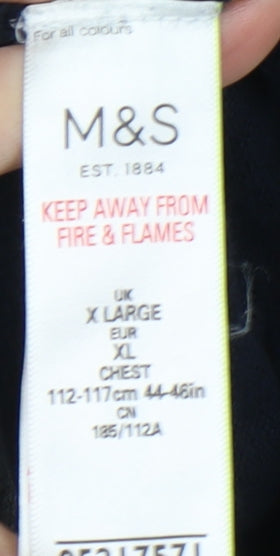 For all colours
M&S
EST. 1884
KEEP AWAY FROM
FIRE & FLAMES
UK
X LARGE
EUR
XL
CHEST
112-117cm 44-46in
CN
185/112A